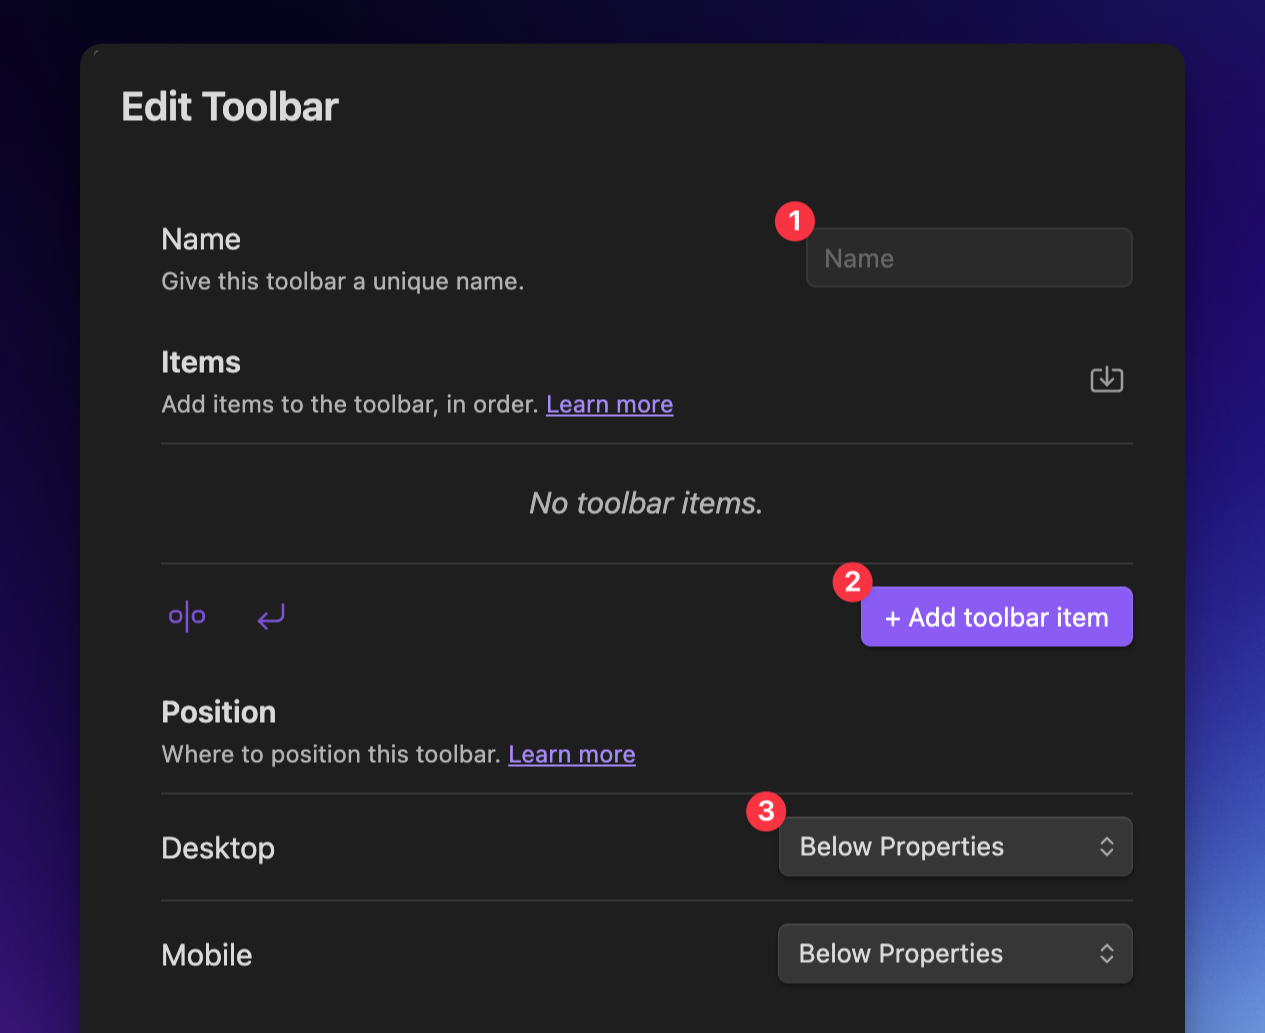 Edit Toolbar
1
Name
Name
Give this toolbar a unique name.
Items
Add items to the toolbar, in order. Learn more
No toolbar items.
2
+ Add toolbar item
Position
Where to position this toolbar. Learn more
3
Desktop
Below Properties
Mobile
Below Properties